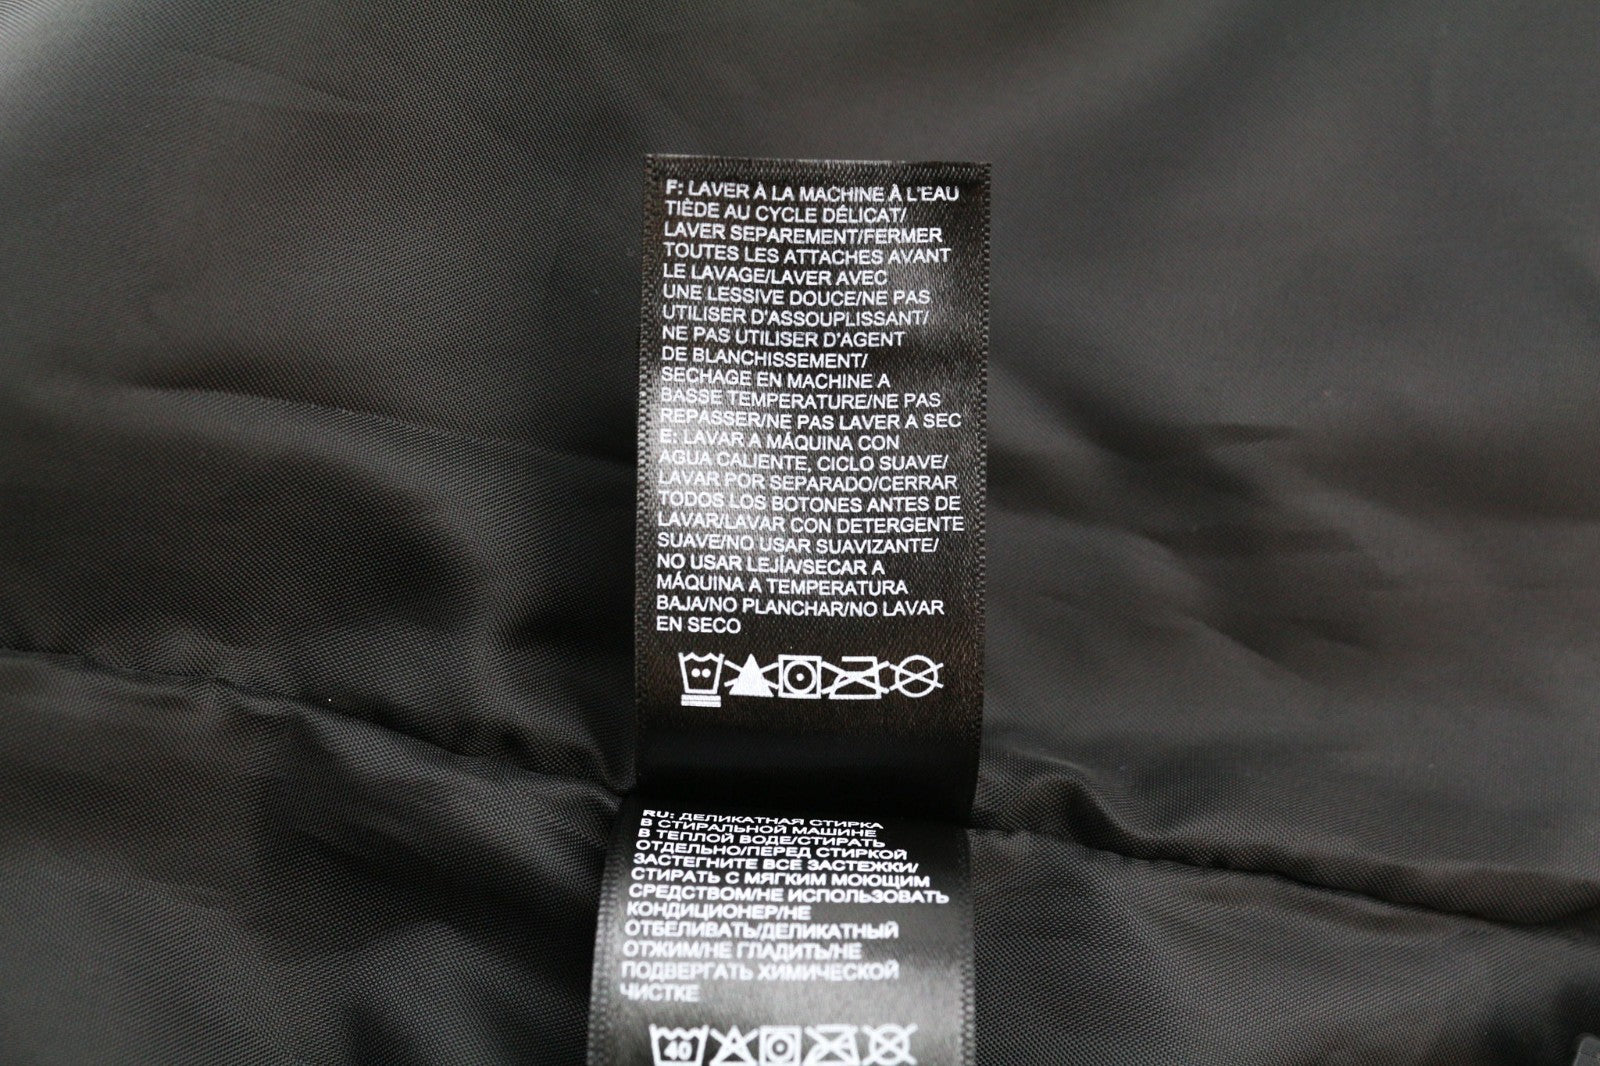 F: LAVER À LA MACHINE À L'EAU
TIÈDE AU CYCLE DÉLICAT/
LAVER SEPAREMENT/FERMER
TOUTES LES ATTACHES AVANT
LE LAVAGE/LAVER AVEC
UNE LESSIVE DOUCE/NE PAS
UTILISER D'ASSOUPLISSANT/
NE PAS UTILISER D'AGENT
DE BLANCHISSEMENT/
SECHAGE EN MACHINE A
BASSE TEMPERATURE/NE PAS
REPASSER/NE PAS LAVER A SEC
E: LAVAR A MÁQUINA CON
AGUA CALIENTE, CICLO SUAVE/
LAVAR POR SEPARADO/CERRAR
TODOS LOS BOTONES ANTES DE
LAVAR/LAVAR CON DETERGENTE
SUAVE/NO USAR SUAVIZANTE/
NO USAR LEJÍA/SECAR A
MÁQUINA A TEMPERATURA
BAJA/NO PLANCHAR/NO LAVAR
EN SECO
RU: ДЕЛИКАТНАЯ СТИРКА
В СТИРАЛЬНОЙ МАШИНЕ
В ТЕПЛОЙ ВОДЕ/СТИРАТЬ
ОТДЕЛЬНО/ПЕРЕД СТИРКОЙ
ЗАСТЕГНИТЕ ВСЕ ЗАСТЕЖКИ/
СТИРАТЬ С МЯГКИМ МОЮЩИМ
СРЕДСТВОМ/НЕ ИСПОЛЬЗОВАТЬ
КОНДИЦИОНЕР/НЕ
ОТБЕЛИВАТЬ/ДЕЛИКАТНЫЙ
ОТЖИМ/НЕ ГЛАДИТЬ/НЕ
ПОДВЕРГАТЬ ХИМИЧЕСКОЙ
ЧИСТКЕ
40